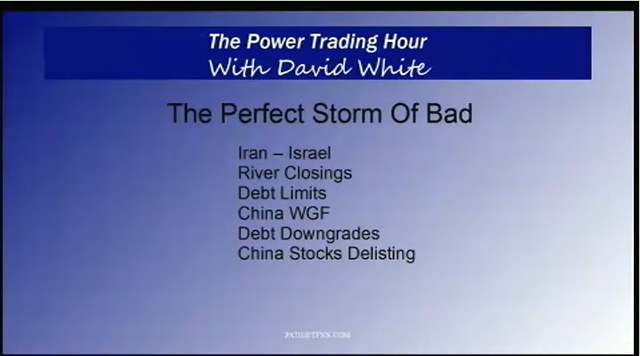 The Power Trading Hour
With David White
The Perfect Storm Of Bad
Iran – Israel
River Closings
Debt Limits
China WGF
Debt Downgrades
China Stocks Delisting